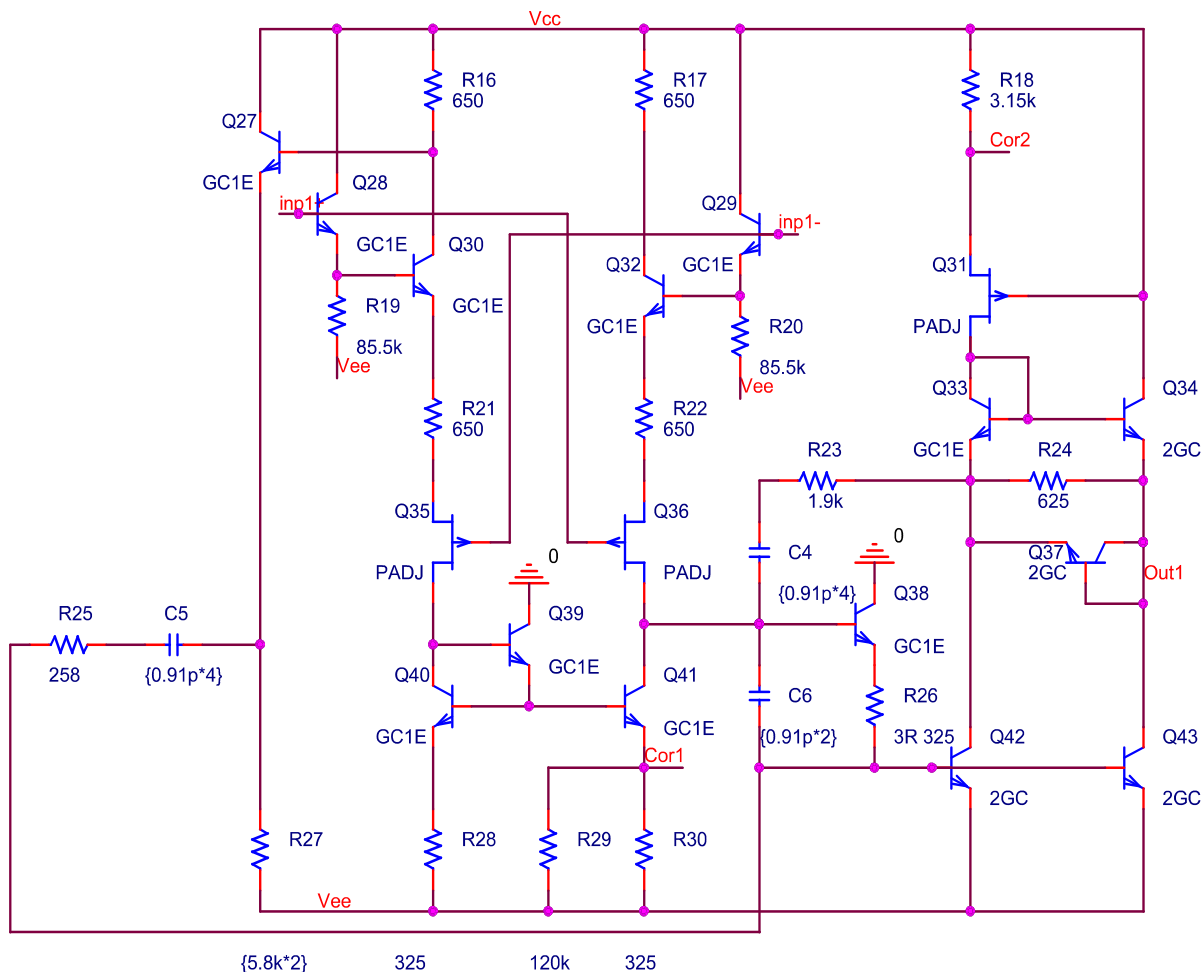 Vcc
R16
650
R17
650
R18
3.15k
Q27
Cor2
GC1E
Q28
inp1+
Q29
inp1-
GC1E
Q30
Q32
GC1E
Q31
R19
GC1E
GC1E
R20
PADJ
85.5k
Vee
85.5k
Vee
Q33
Q34
R21
650
R22
650
GC1E
2GC
R23
1.9k
R24
625
Q35
Q36
0
0
C4
Q37
2GC
PADJ
PADJ
Out1
{0.91p*4}
Q38
R25
C5
Q39
GC1E
258
{0.91p*4}
GC1E
Q40
Q41
C6
R26
GC1E
GC1E
{0.91p*2}
3R 325
Q42
Q43
Cor1
2GC
2GC
R27
R28
R29
R30
Vee
{5.8k*2}
325
120k
325